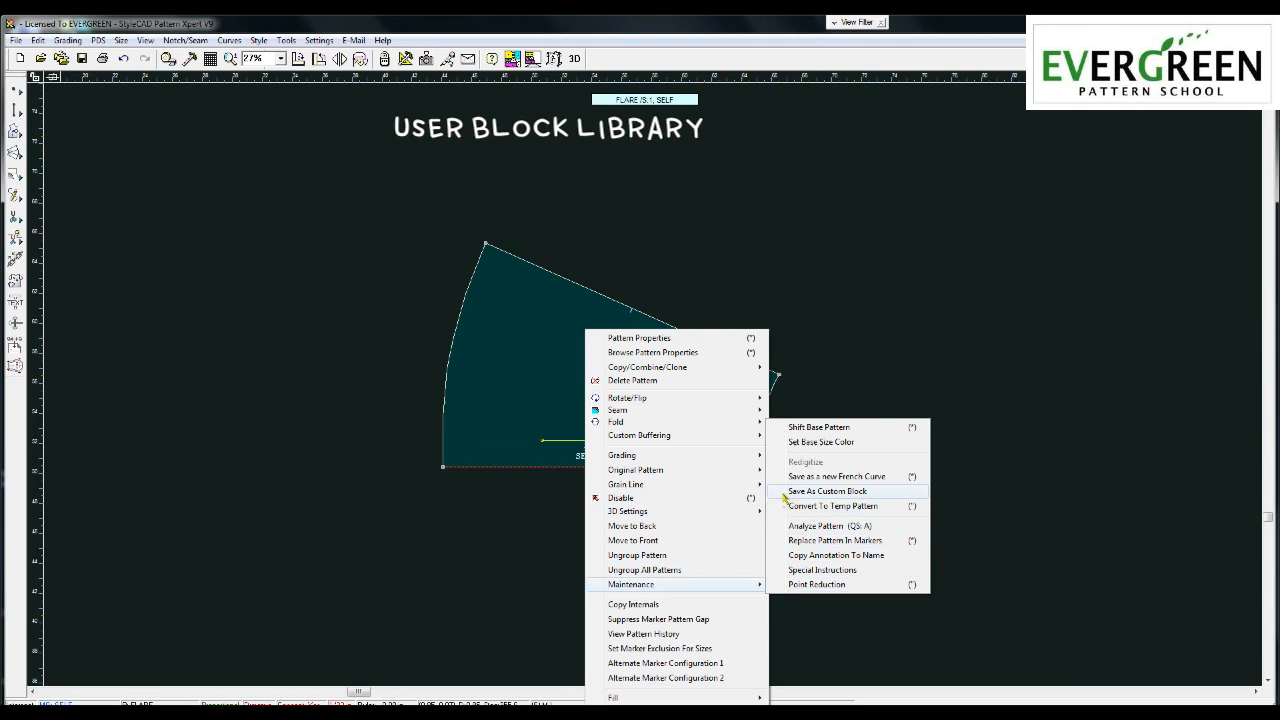 - Licensed To EVERGREEN - StyleCAD Pattern Xpert V9
View Filter
File Edit Grading PDS Size View Notch/Seam Curves Style Tools Settings E-Mail Help
27% 3D
EVERGREEN
PATTERN SCHOOL
FLARE /S:1, SELF
USER BLOCK LIBRARY
Pattern Properties (*)
Browse Pattern Properties (*)
Copy/Combine/Clone
Delete Pattern
Rotate/Flip
Seam
Fold
Custom Buffering
Grading
Original Pattern
Grain Line
Disable (*)
3D Settings
Move to Back
Move to Front
Ungroup Pattern
Ungroup All Patterns
Maintenance
Copy Internals
Suppress Marker Pattern Gap
View Pattern History
Set Marker Exclusion For Sizes
Alternate Marker Configuration 1
Alternate Marker Configuration 2
Fill
Shift Base Pattern (*)
Set Base Size Color
Redigitize
Save as a new French Curve (*)
Save As Custom Block
Convert To Temp Pattern (*)
Analyze Pattern (QS: A)
Replace Pattern In Markers (*)
Copy Annotation To Name
Special Instructions
Point Reduction (*)
TEXT